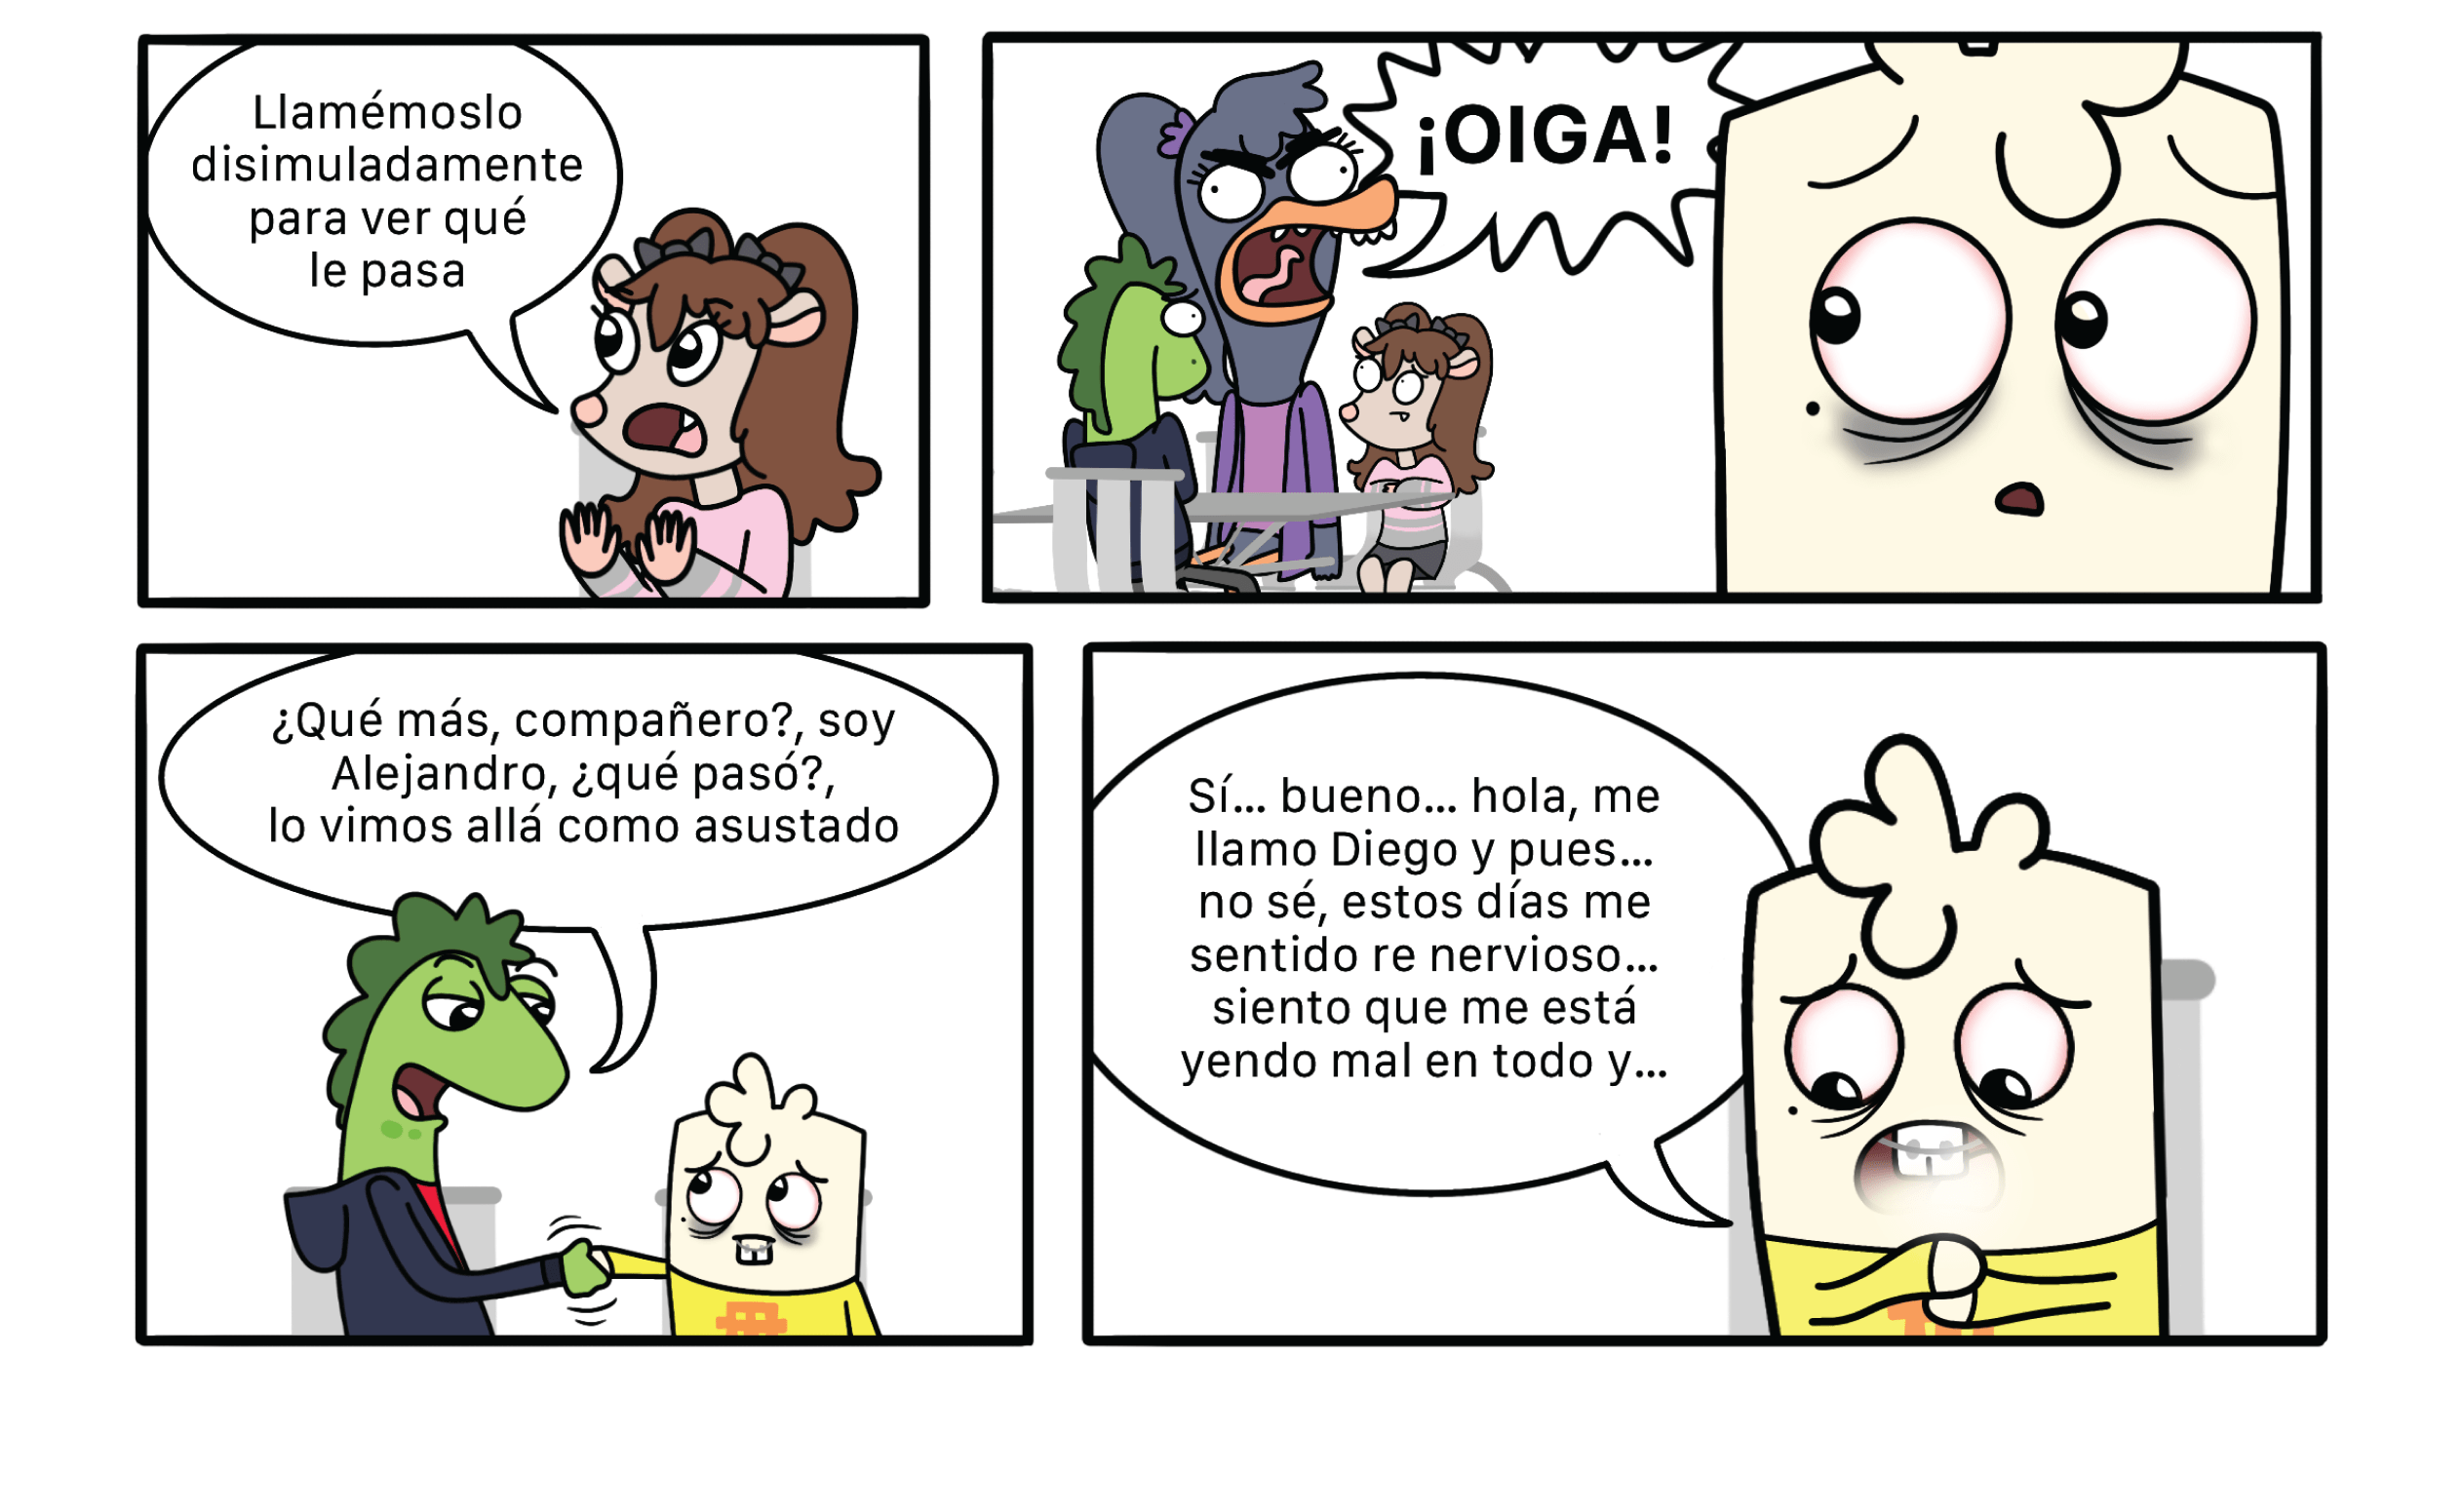 Llamémoslo
disimuladamente
para ver qué
le pasa
¡OIGA!
¿Qué más, compañero?, soy
Alejandro, ¿qué pasó?,
lo vimos allá como asustado
Sí... bueno... hola, me
llamo Diego y pues...
no sé, estos días me
sentido re nervioso...
siento que me está
yendo mal en todo y...